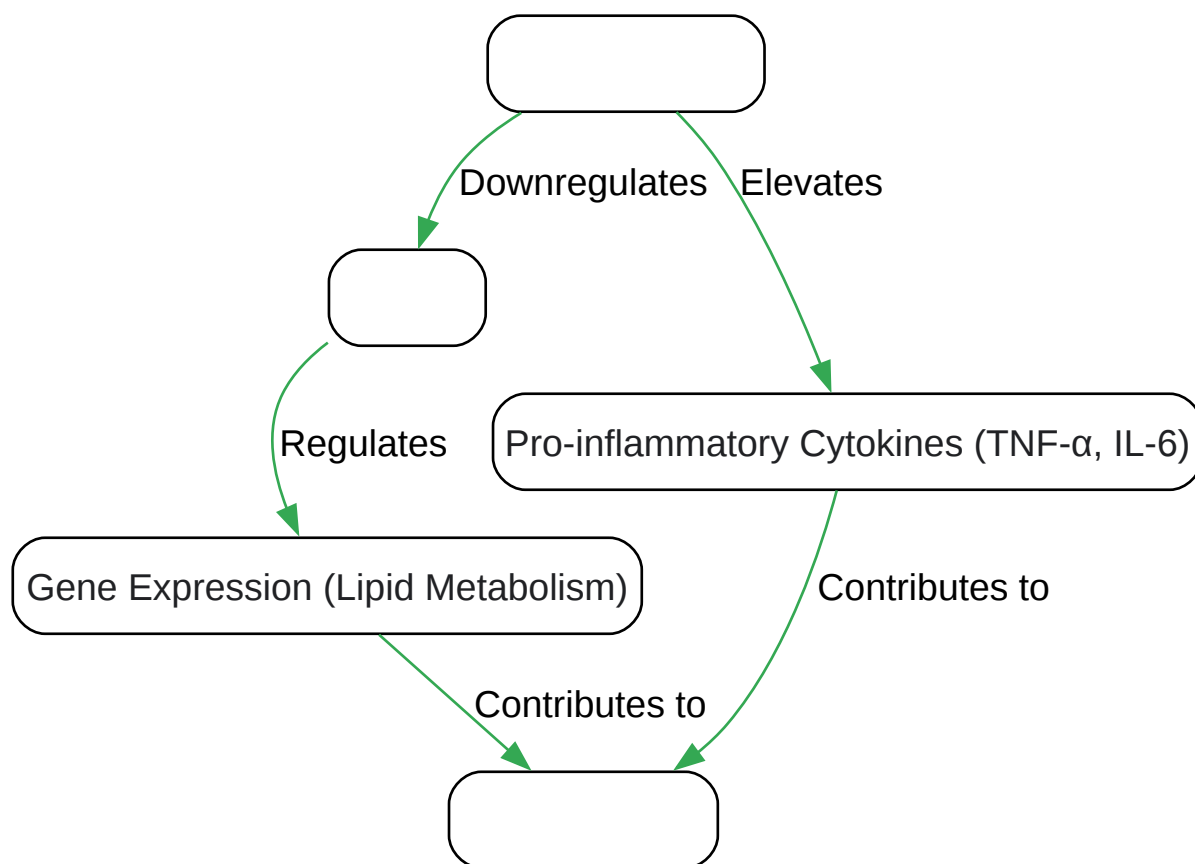 Downregulates
Elevates
Regulates
Pro-inflammatory Cytokines (TNF-α, IL-6)
Gene Expression (Lipid Metabolism)
Contributes to
Contributes to